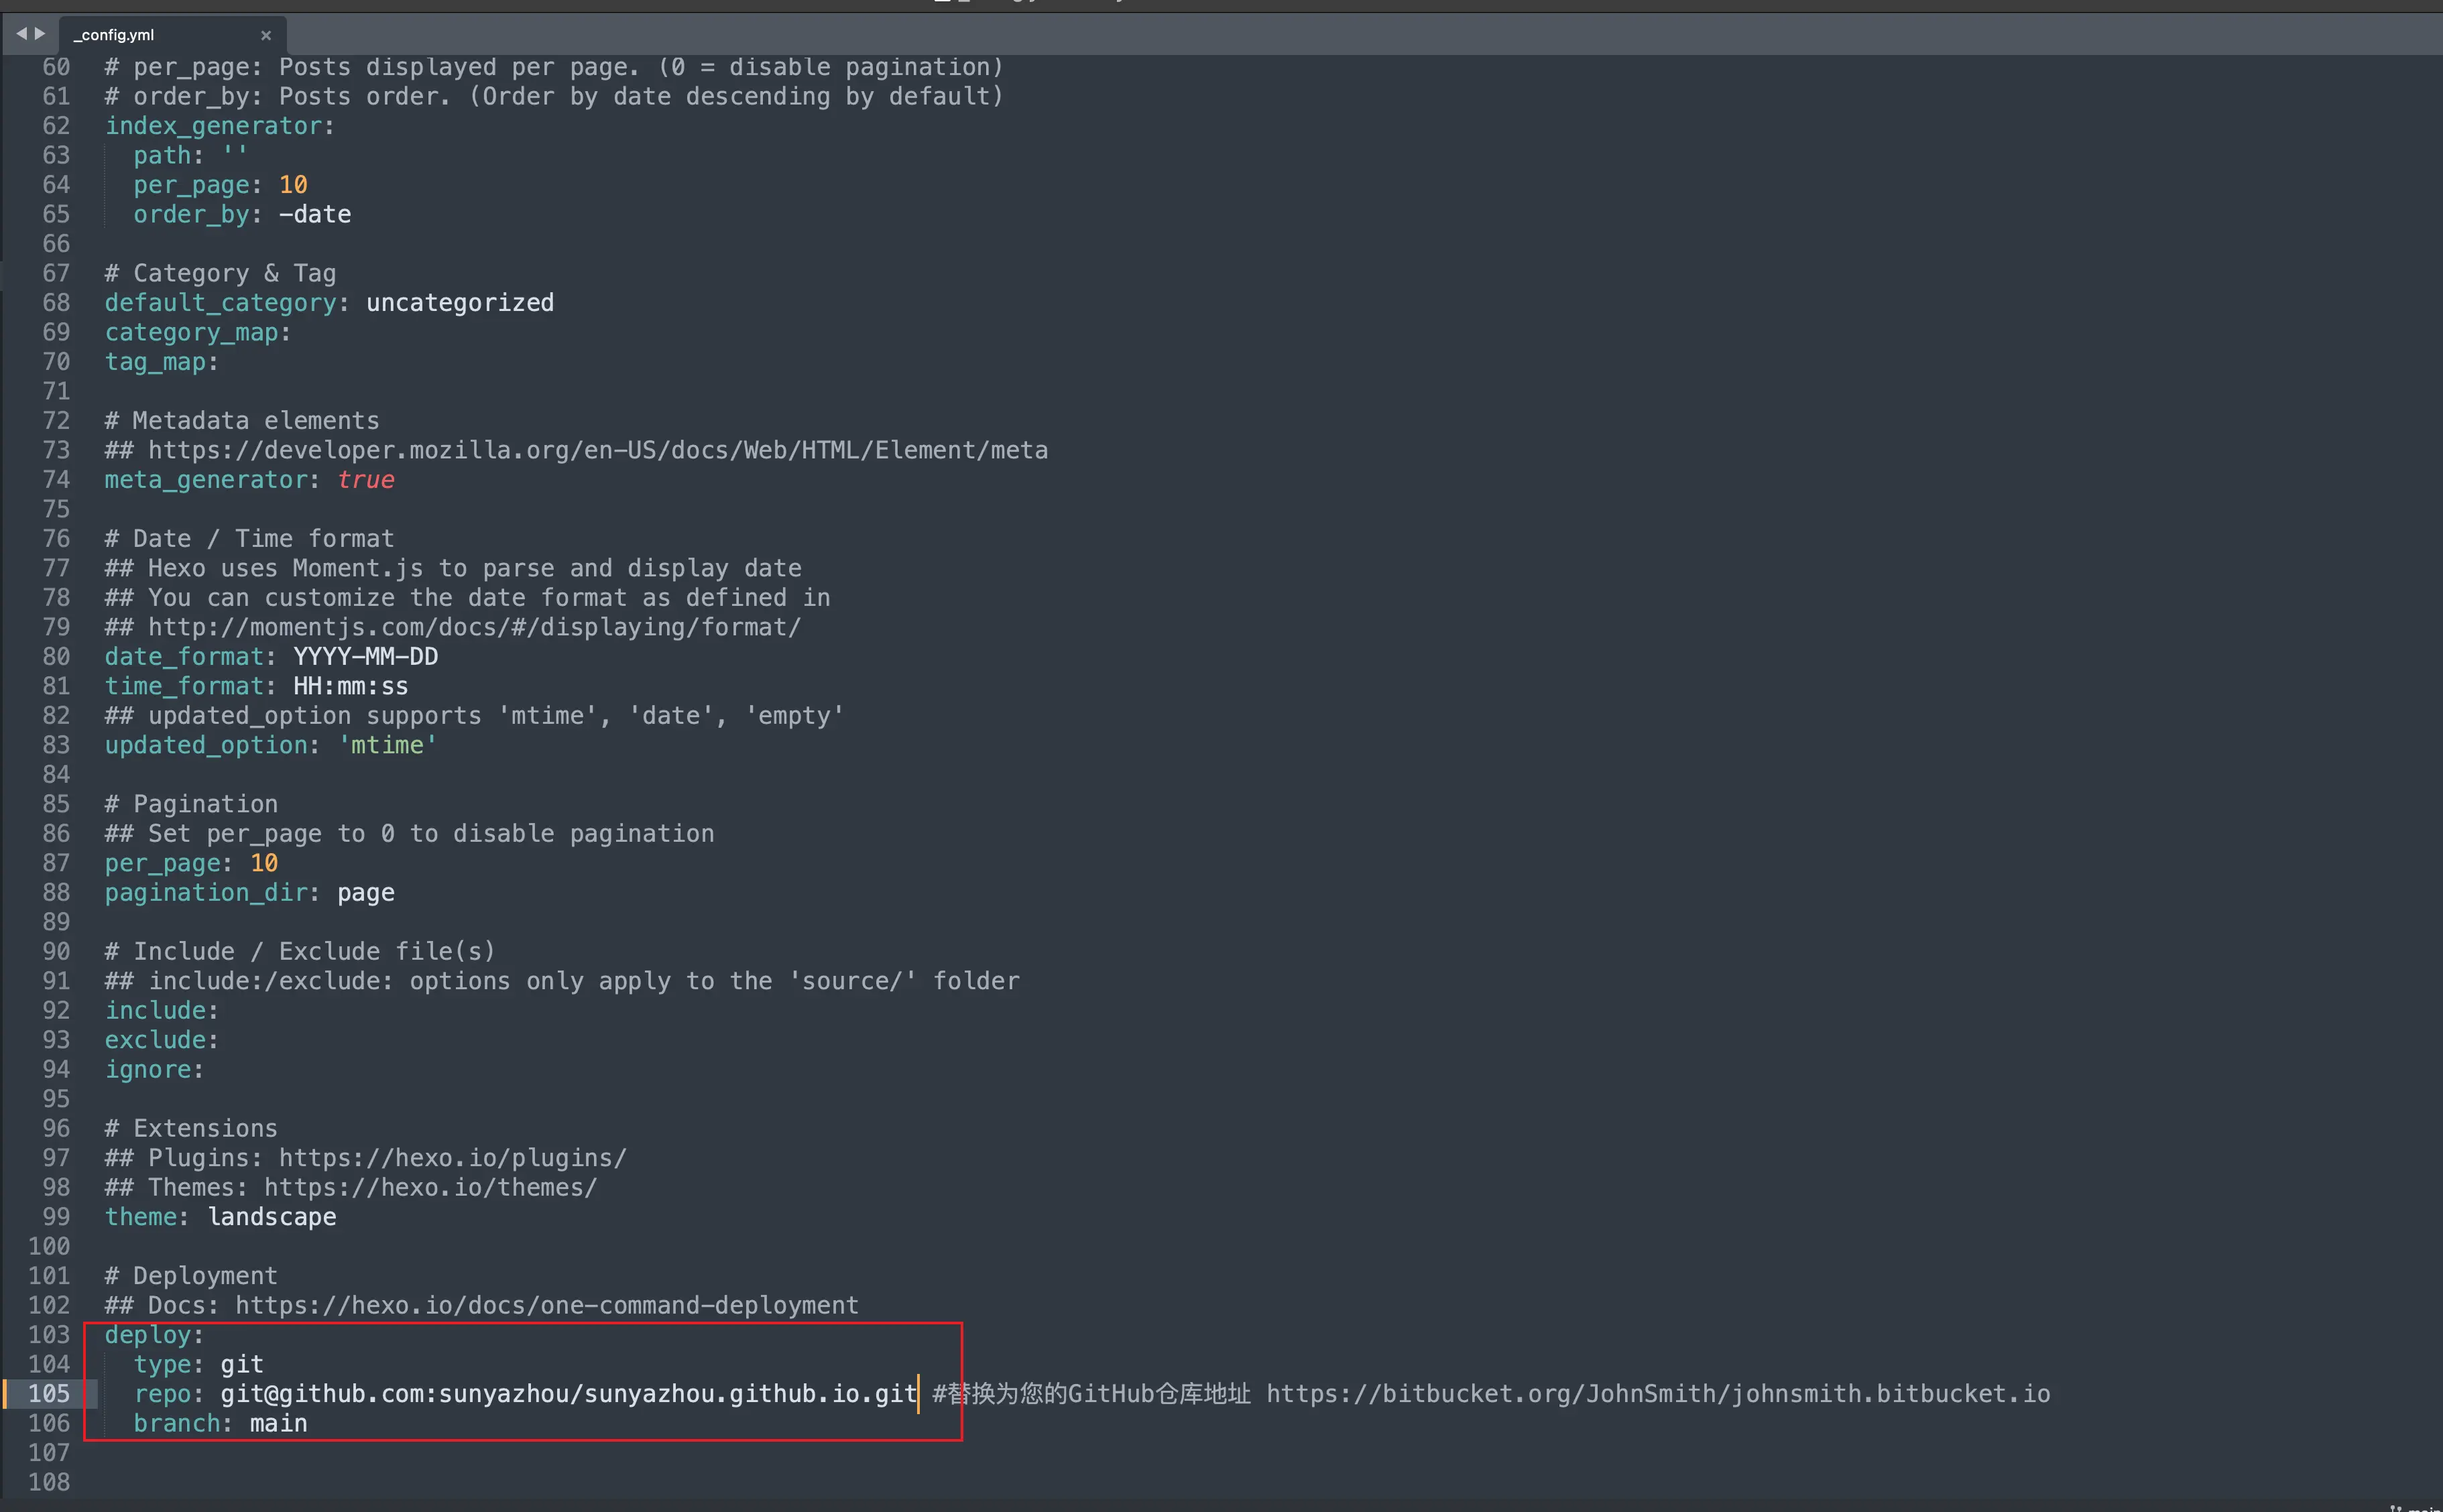 _config.yml
60 # per_page: Posts displayed per page. (0 = disable pagination)
61 # order_by: Posts order. (Order by date descending by default)
62 index_generator:
63   path: ''
64   per_page: 10
65   order_by: -date
66
67 # Category & Tag
68 default_category: uncategorized
69 category_map:
70 tag_map:
71
72 # Metadata elements
73 ## https://developer.mozilla.org/en-US/docs/Web/HTML/Element/meta
74 meta_generator: true
75
76 # Date / Time format
77 ## Hexo uses Moment.js to parse and display date
78 ## You can customize the date format as defined in
79 ## http://momentjs.com/docs/#/displaying/format/
80 date_format: YYYY-MM-DD
81 time_format: HH:mm:ss
82 ## updated_option supports 'mtime', 'date', 'empty'
83 updated_option: 'mtime'
84
85 # Pagination
86 ## Set per_page to 0 to disable pagination
87 per_page: 10
88 pagination_dir: page
89
90 # Include / Exclude file(s)
91 ## include:/exclude: options only apply to the 'source/' folder
92 include:
93 exclude:
94 ignore:
95
96 # Extensions
97 ## Plugins: https://hexo.io/plugins/
98 ## Themes: https://hexo.io/themes/
99 theme: landscape
100
101 # Deployment
102 ## Docs: https://hexo.io/docs/one-command-deployment
103 deploy:
104   type: git
105   repo: git@github.com:sunyazhou/sunyazhou.github.io.git #替换为您的GitHub仓库地址 https://bitbucket.org/JohnSmith/johnsmith.bitbucket.io
106   branch: main
107
108